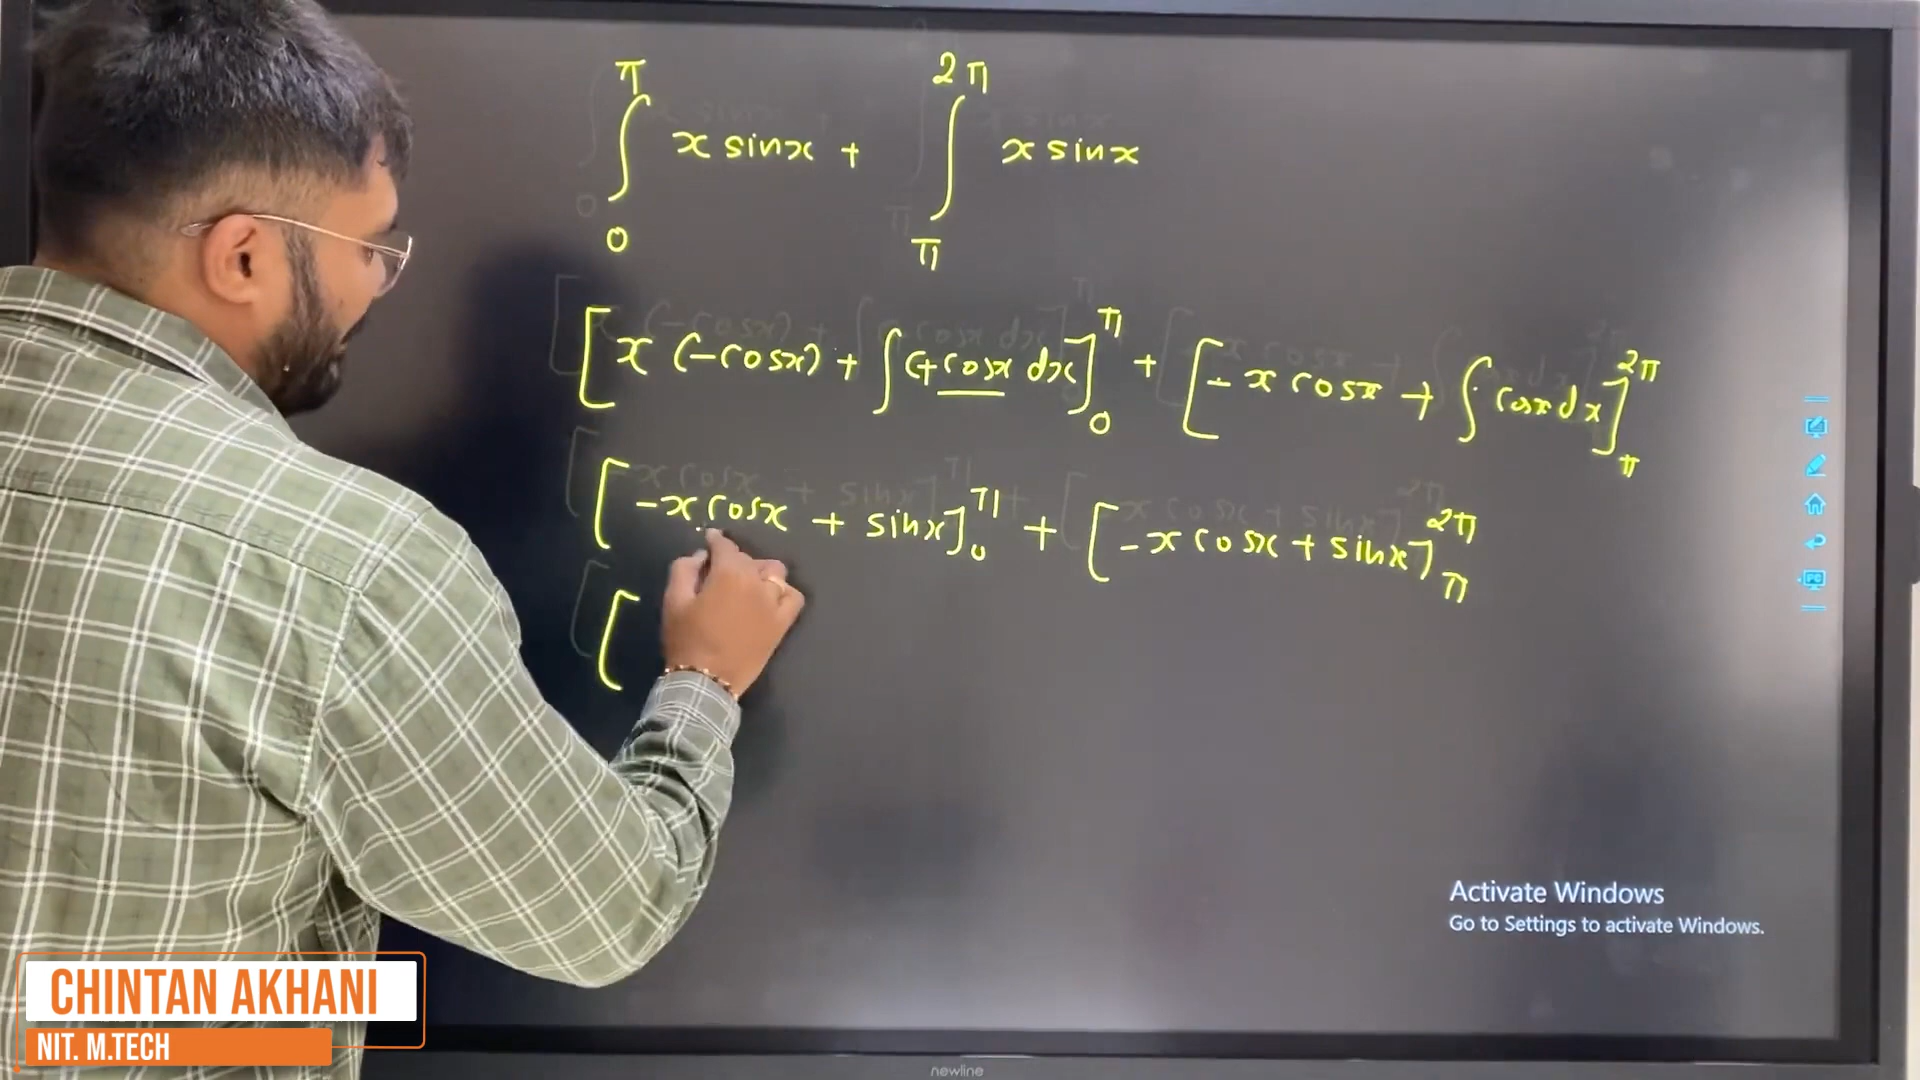 ∫₀^π x sinx + ∫_π^2π x sinx
[x (-cosx) + ∫(+cosx dx]₀^π + [-x cosx + ∫cosx dx]_π^2π
[-x cosx + sinx]₀^π + [-x cosx + sinx]_π^2π
[
Activate Windows
Go to Settings to activate Windows.
CHINTAN AKHANI
NIT. M.TECH
newline